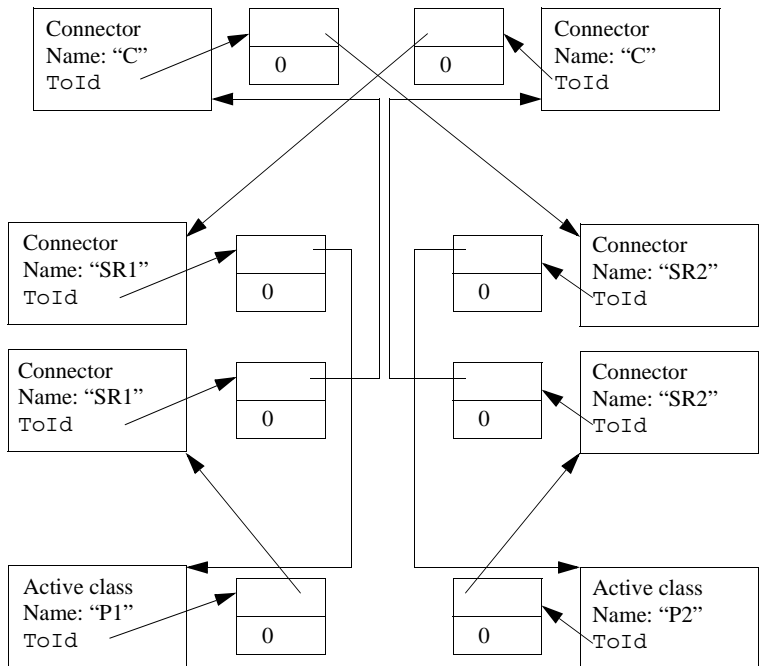 Connector
Name: “C”
ToId
0
0
Connector
Name: “C”
ToId
Connector
Name: “SR1”
ToId
0
0
Connector
Name: “SR2”
ToId
Connector
Name: “SR1”
ToId
0
0
Connector
Name: “SR2”
ToId
Active class
Name: “P1”
ToId
0
0
Active class
Name: “P2”
ToId